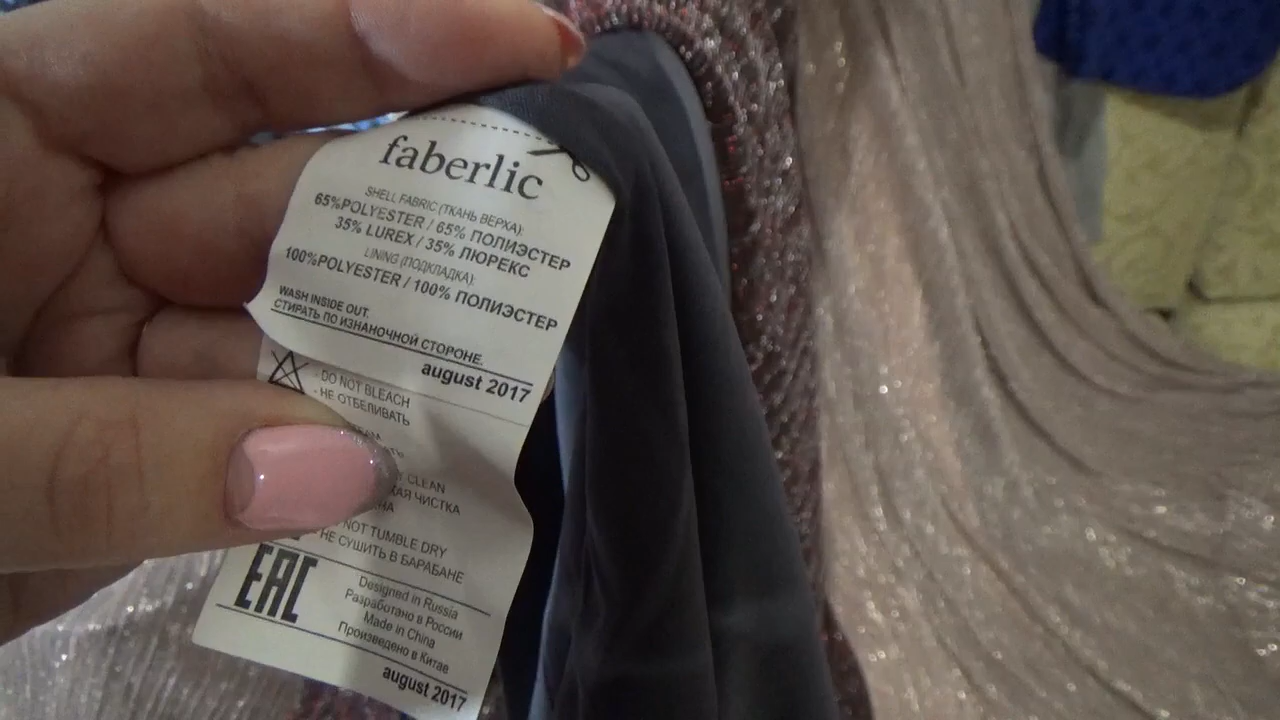 faberlic
SHELL FABRIC (ТКАНЬ ВЕРХА):
65%POLYESTER / 65% ПОЛИЭСТЕР
35% LUREX / 35% ЛЮРЕКС
LINING (ПОДКЛАДКА):
100%POLYESTER / 100% ПОЛИЭСТЕР
WASH INSIDE OUT.
СТИРАТЬ ПО ИЗНАНОЧНОЙ СТОРОНЕ.
august 2017
- DO NOT BLEACH
- НЕ ОТБЕЛИВАТЬ
CLEAN
ЧИСТКА
NOT TUMBLE DRY
НЕ СУШИТЬ В БАРАБАНЕ
EAC
Designed in Russia
Разработано в России
Made in China
Произведено в Китае
august 2017